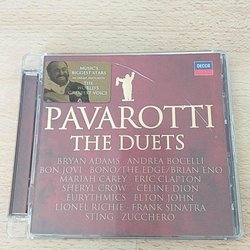 DECCA
MUSIC'S
BIGGEST STARS
THE WORLD'S
GREATEST VOICE
PAVAROTTI
THE DUETS
BRYAN ADAMS ANDREA BOCELLI
BON JOVI BONO/THE EDGE/BRIAN ENO
MARIAH CAREY ERIC CLAPTON
SHERYL CROW CELINE DION
EURYTHMICS ELTON JOHN
LIONEL RICHIE FRANK SINATRA
STING ZUCCHERO